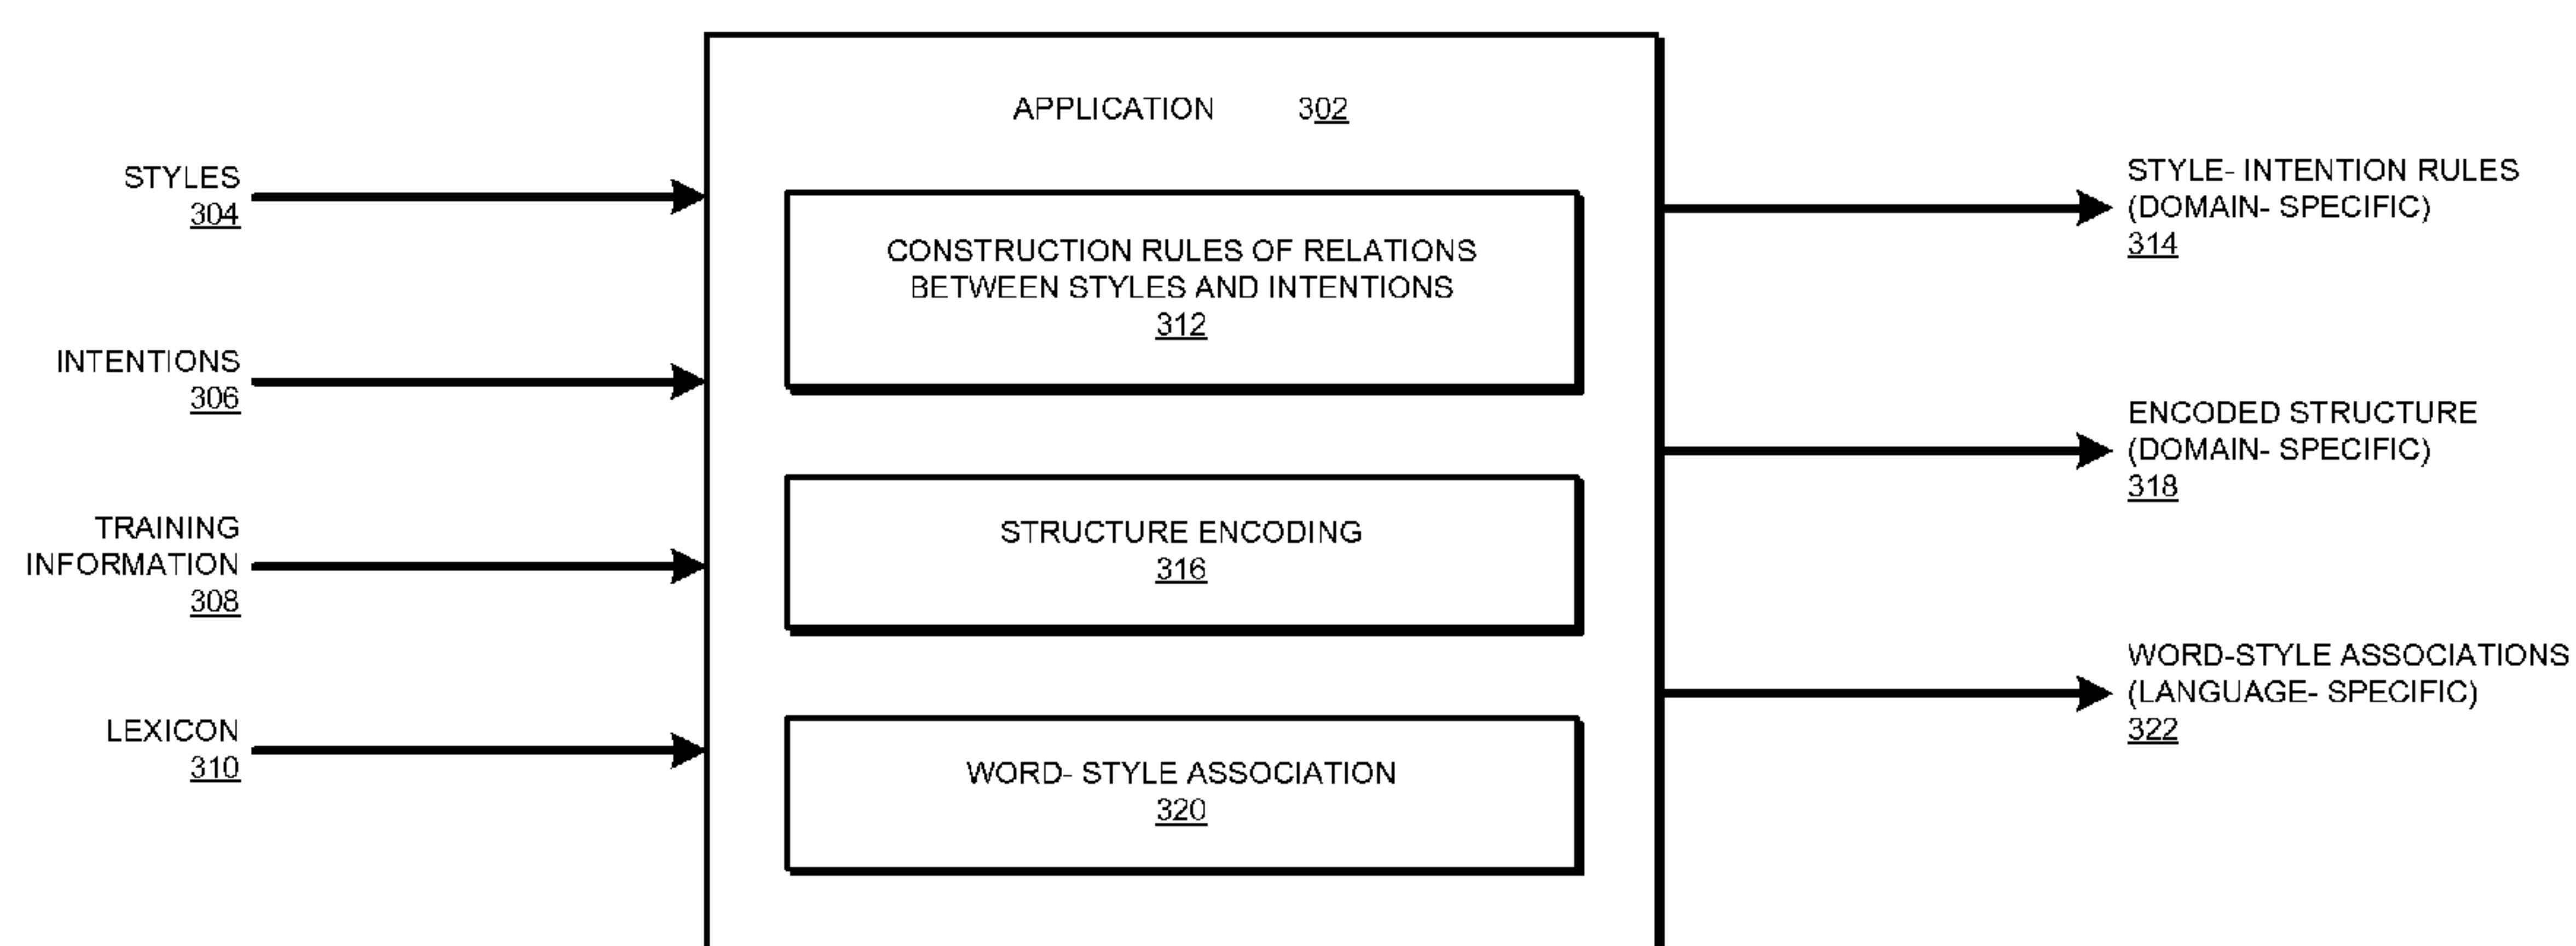 APPLICATION 302
STYLES
304
INTENTIONS
306
TRAINING
INFORMATION
308
LEXICON
310
CONSTRUCTION RULES OF RELATIONS
BETWEEN STYLES AND INTENTIONS
312
STRUCTURE ENCODING
316
WORD- STYLE ASSOCIATION
320
STYLE- INTENTION RULES
(DOMAIN- SPECIFIC)
314
ENCODED STRUCTURE
(DOMAIN- SPECIFIC)
318
WORD-STYLE ASSOCIATIONS
(LANGUAGE- SPECIFIC)
322